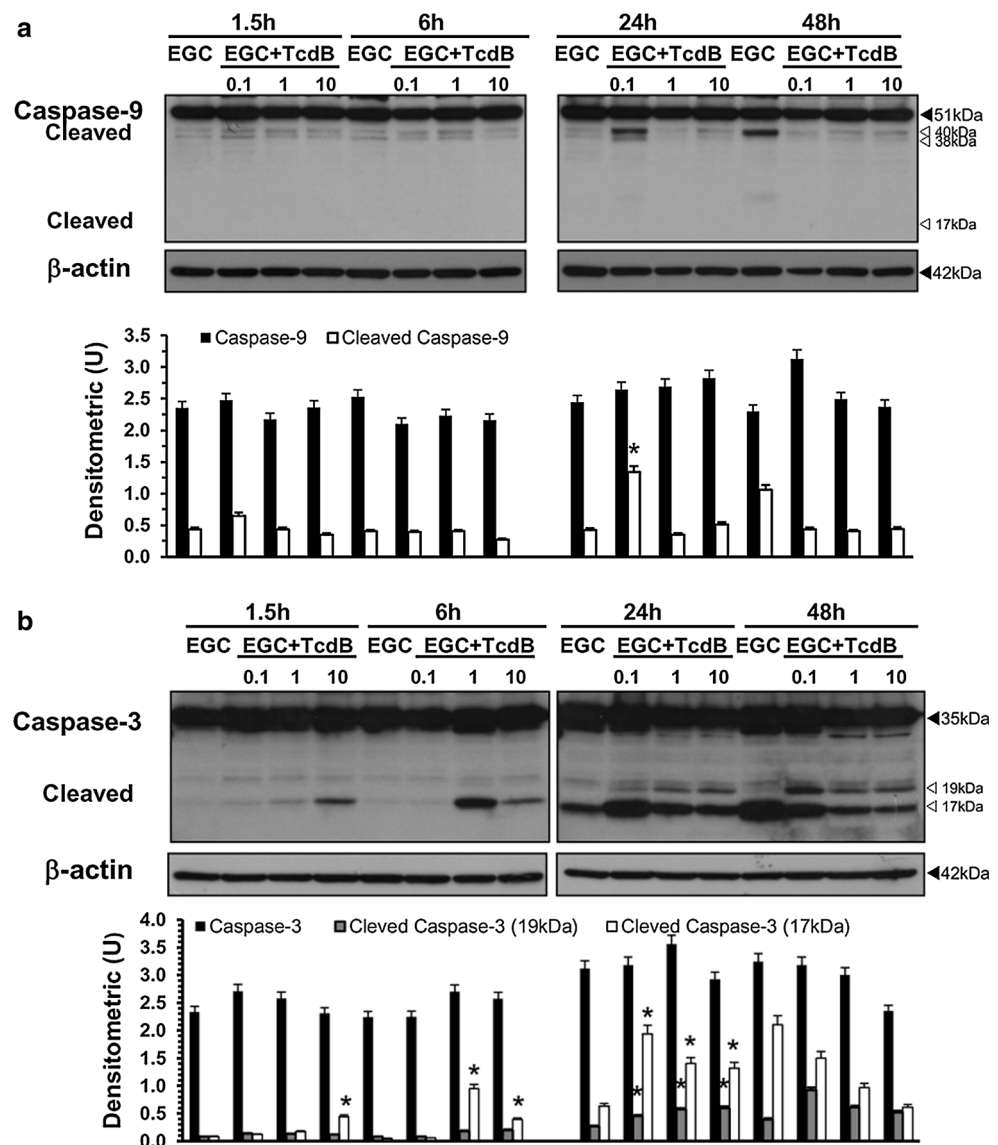 a
1.5h 6h 24h 48h
EGC EGC+TcdB EGC EGC+TcdB EGC EGC+TcdB EGC EGC+TcdB
0.1 1 10 0.1 1 10 0.1 1 10 0.1 1 10
Caspase-9 51kDa
Cleaved 40kDa
38kDa
Cleaved 17kDa
β-actin 42kDa
Caspase-9 Cleaved Caspase-9
Densitometric (U)
3.5
3.0
2.5
2.0
1.5
1.0
0.5
0.0
*
b
1.5h 6h 24h 48h
EGC EGC+TcdB EGC EGC+TcdB EGC EGC+TcdB EGC EGC+TcdB
0.1 1 10 0.1 1 10 0.1 1 10 0.1 1 10
Caspase-3 35kDa
Cleaved 19kDa
17kDa
β-actin 42kDa
Caspase-3 Cleved Caspase-3 (19kDa) Cleved Caspase-3 (17kDa)
Densitometric (U)
4.0
3.5
3.0
2.5
2.0
1.5
1.0
0.5
0.0
* * * * * * * * *